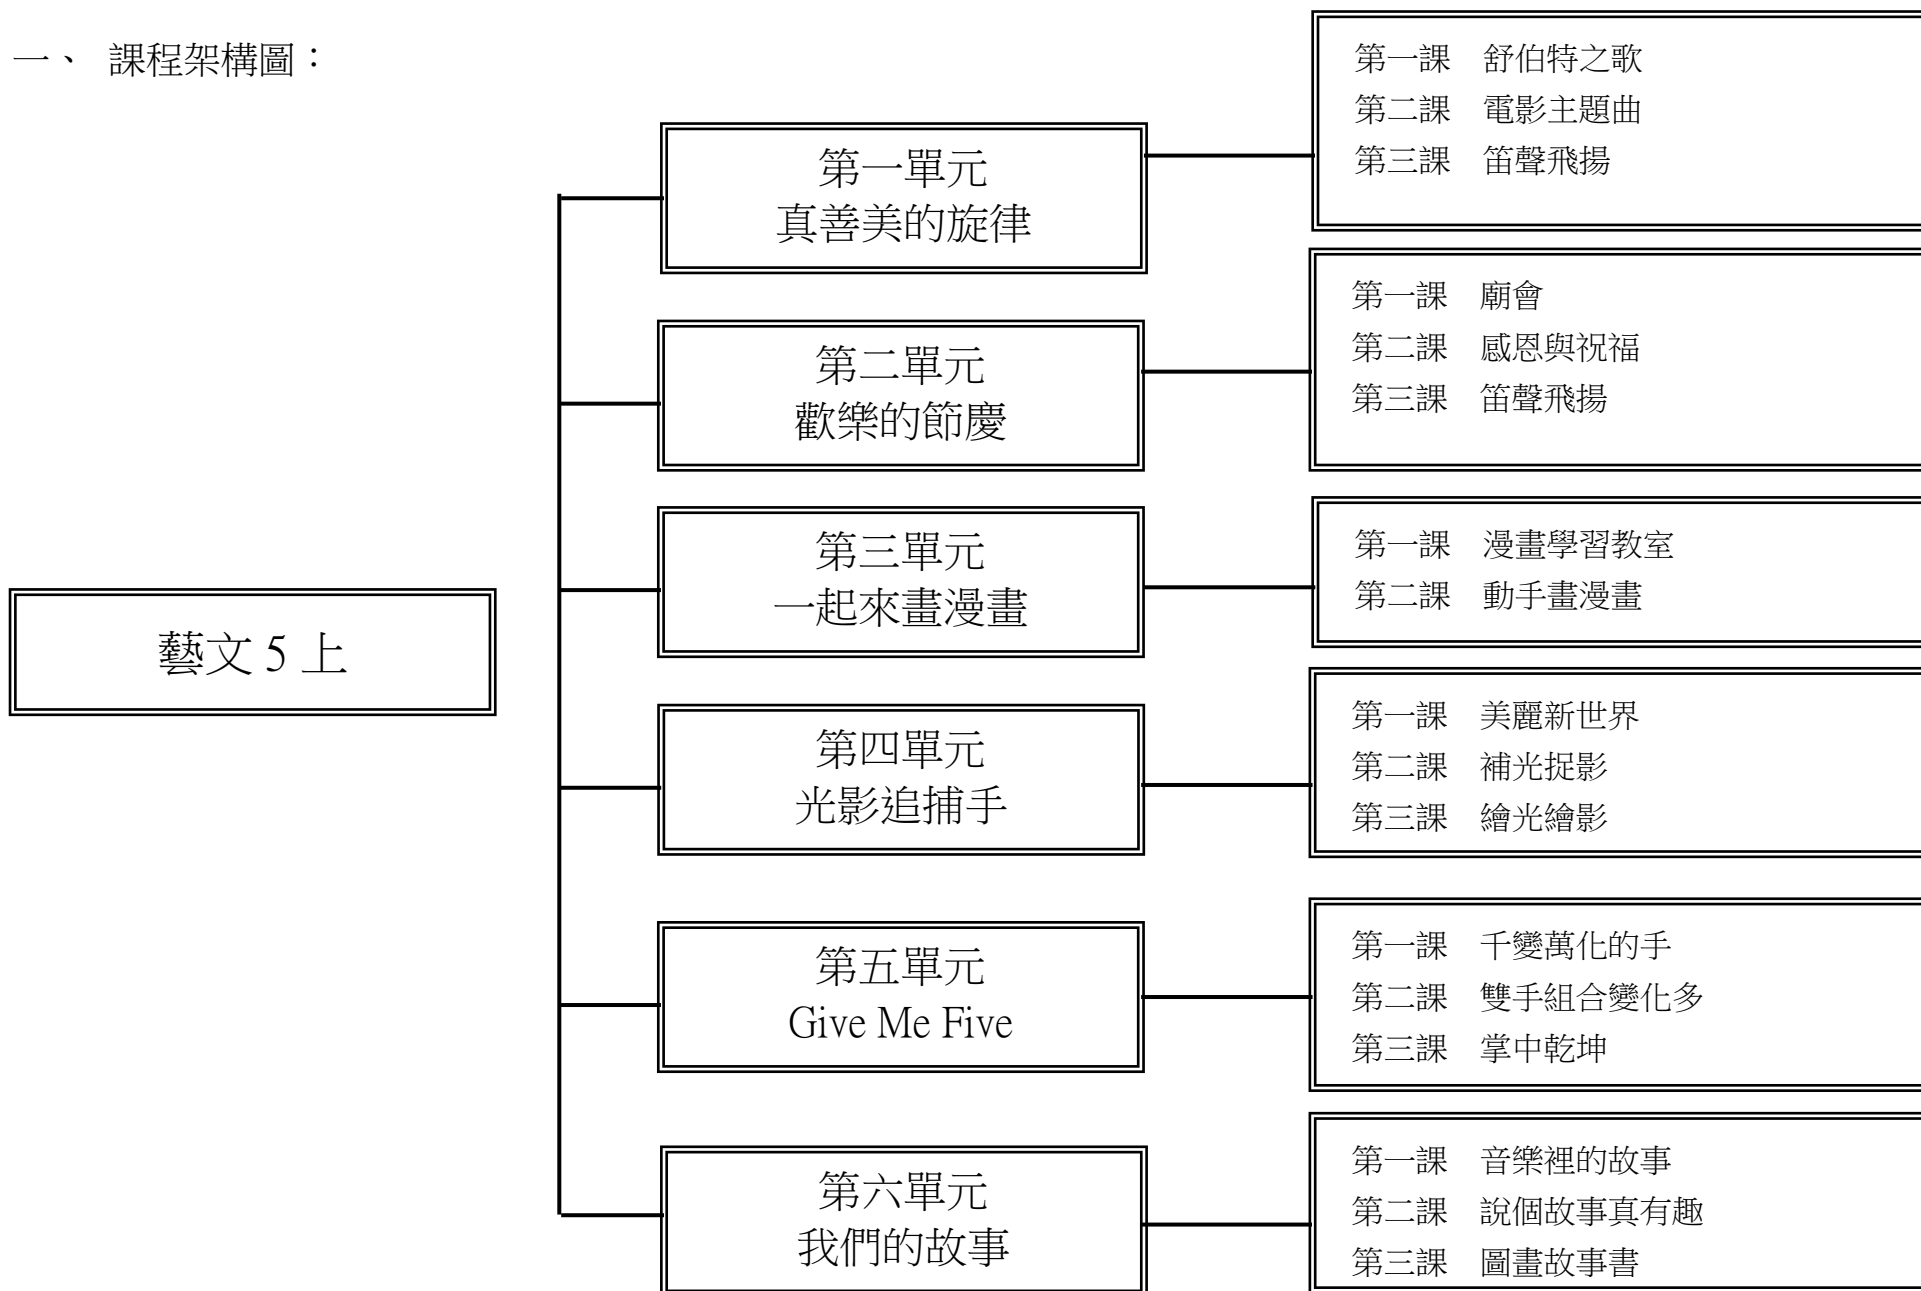 一、 課程架構圖：
藝文 5 上
第一單元
真善美的旋律
第一課 舒伯特之歌
第二課 電影主題曲
第三課 笛聲飛揚
第二單元
歡樂的節慶
第一課 廟會
第二課 感恩與祝福
第三課 笛聲飛揚
第三單元
一起來畫漫畫
第一課 漫畫學習教室
第二課 動手畫漫畫
第四單元
光影追捕手
第一課 美麗新世界
第二課 補光捉影
第三課 繪光繪影
第五單元
Give Me Five
第一課 千變萬化的手
第二課 雙手組合變化多
第三課 掌中乾坤
第六單元
我們的故事
第一課 音樂裡的故事
第二課 說個故事真有趣
第三課 圖畫故事書